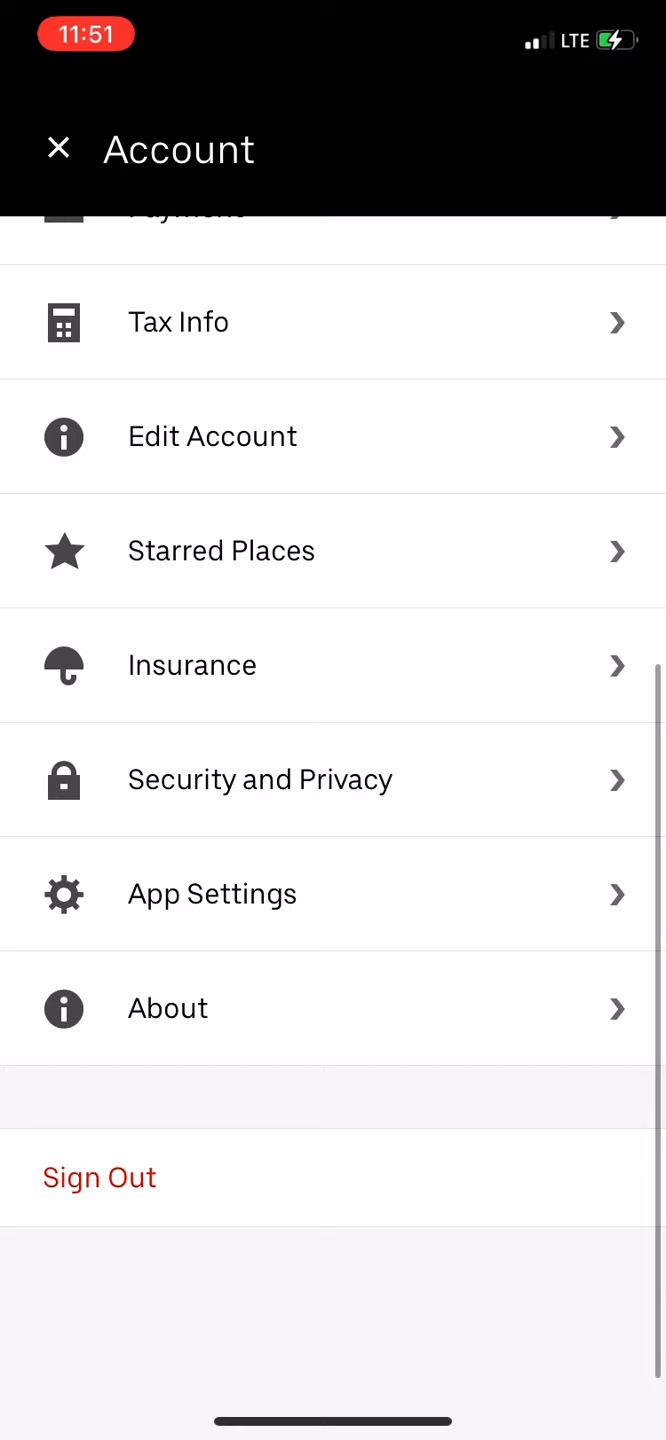 11:51
LTE
Account
Payment
Tax Info
Edit Account
Starred Places
Insurance
Security and Privacy
App Settings
About
Sign Out